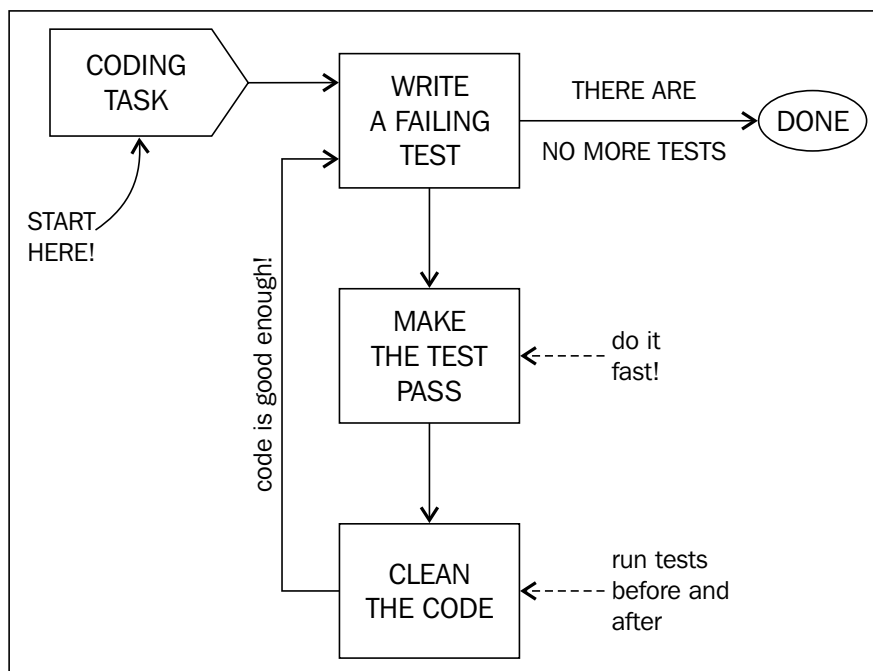 CODING
TASK
WRITE
A FAILING
TEST
THERE ARE
NO MORE TESTS
DONE
START
HERE!
code is good enough!
MAKE
THE TEST
PASS
do it
fast!
CLEAN
THE CODE
run tests
before and
after